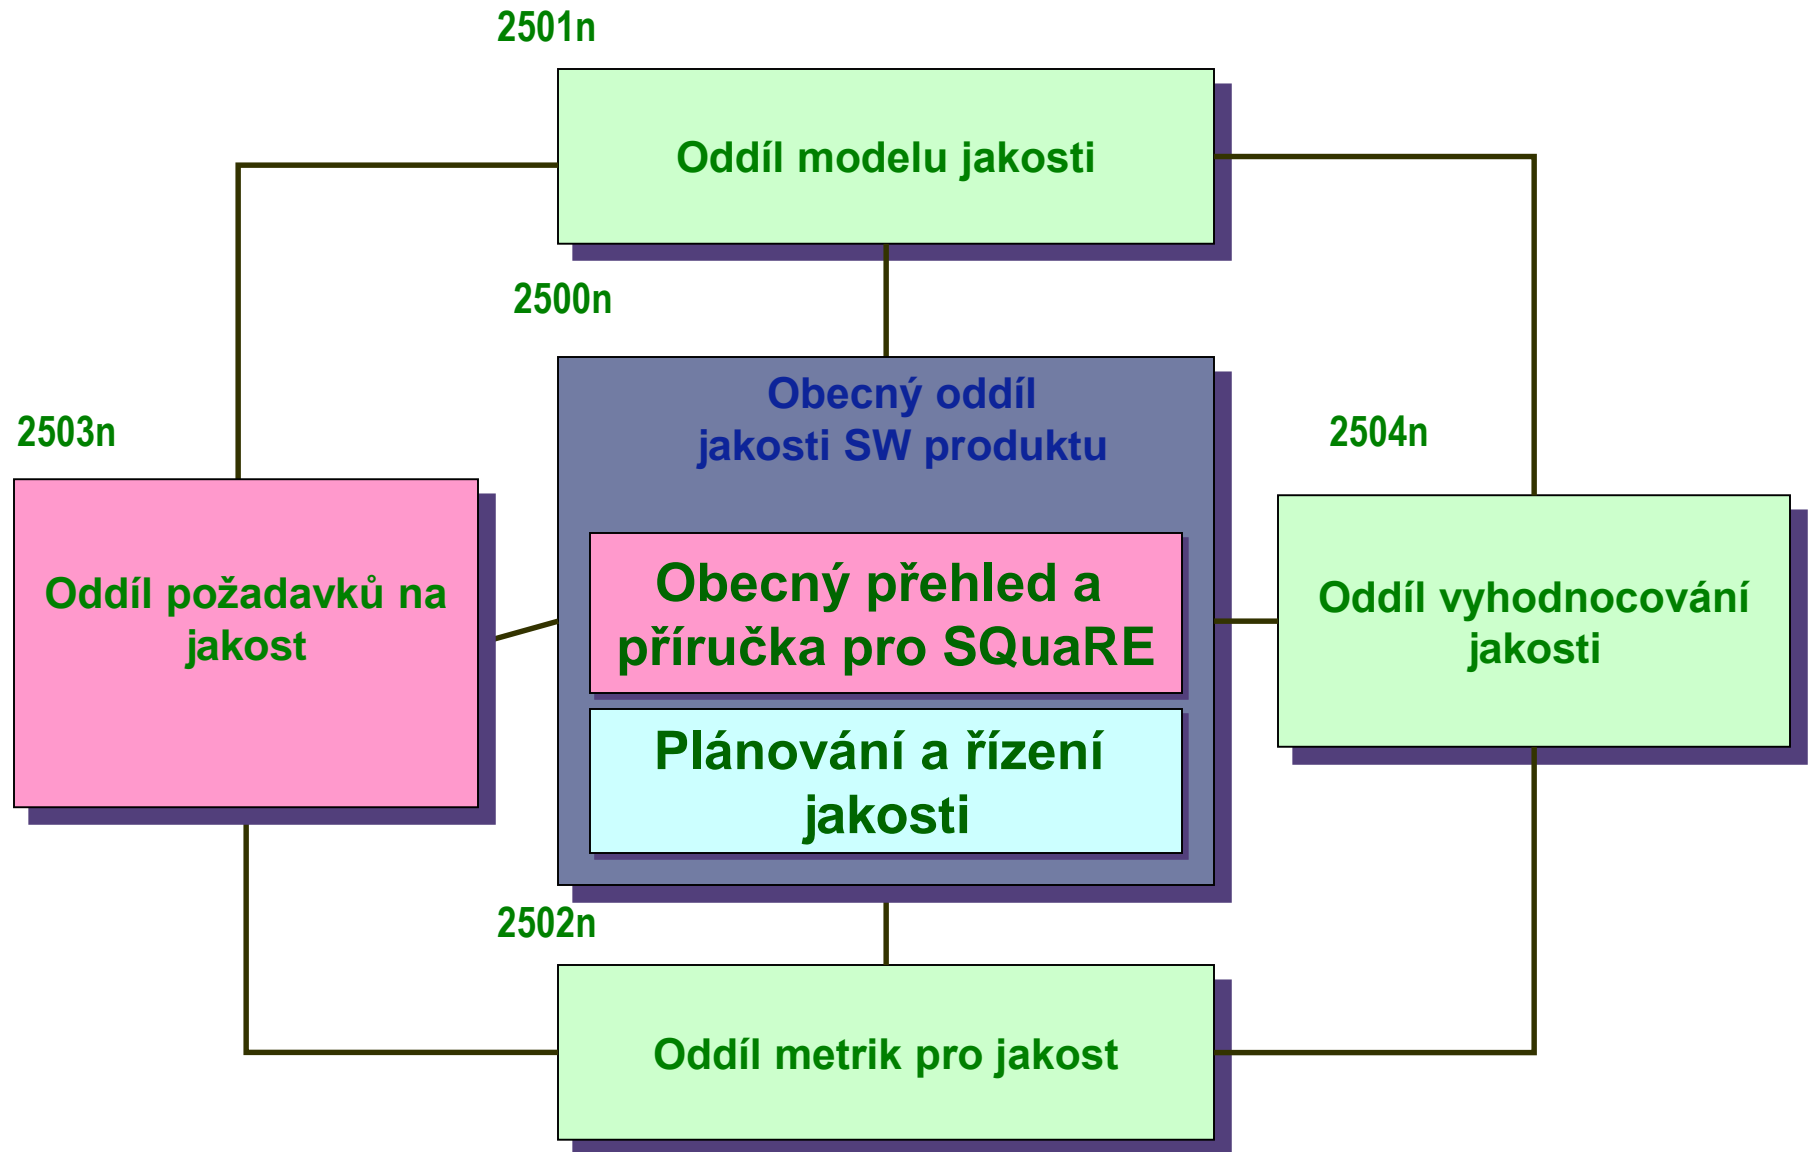 2501n
Oddíl modelu jakosti
2500n
Obecný oddíl
jakosti SW produktu
2503n
2504n
Oddíl požadavků na
jakost
Obecný přehled a
příručka pro SQuaRE
Oddíl vyhodnocování
jakosti
Plánování a řízení
jakosti
2502n
Oddíl metrik pro jakost